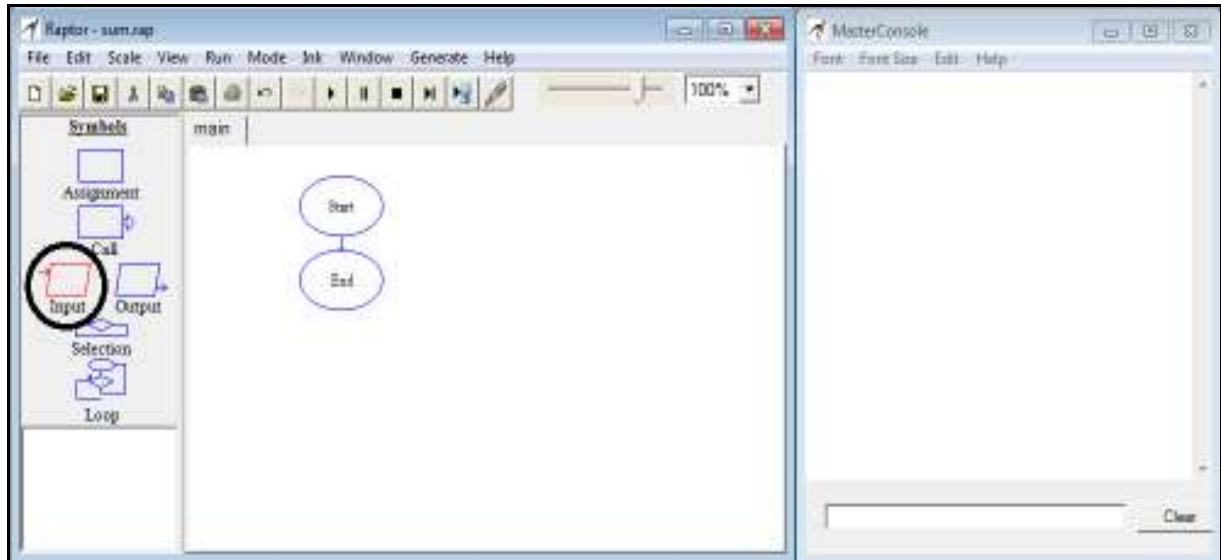 Raptor - sum.rap
File Edit Scale View Run Mode Ink Window Generate Help
100%
Symbols
Assignment
Call
Input Output
Selection
Loop
main
Start
End
MasterConsole
Font Font Size Edit Help
Clear